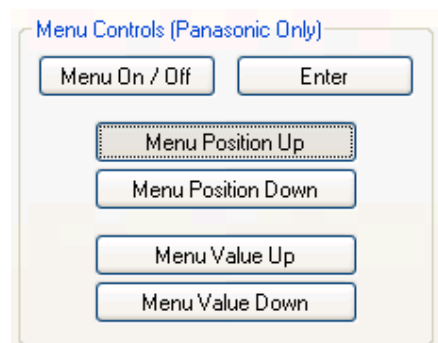 Menu Controls (Panasonic Only)
Menu On / Off Enter
Menu Position Up
Menu Position Down
Menu Value Up
Menu Value Down